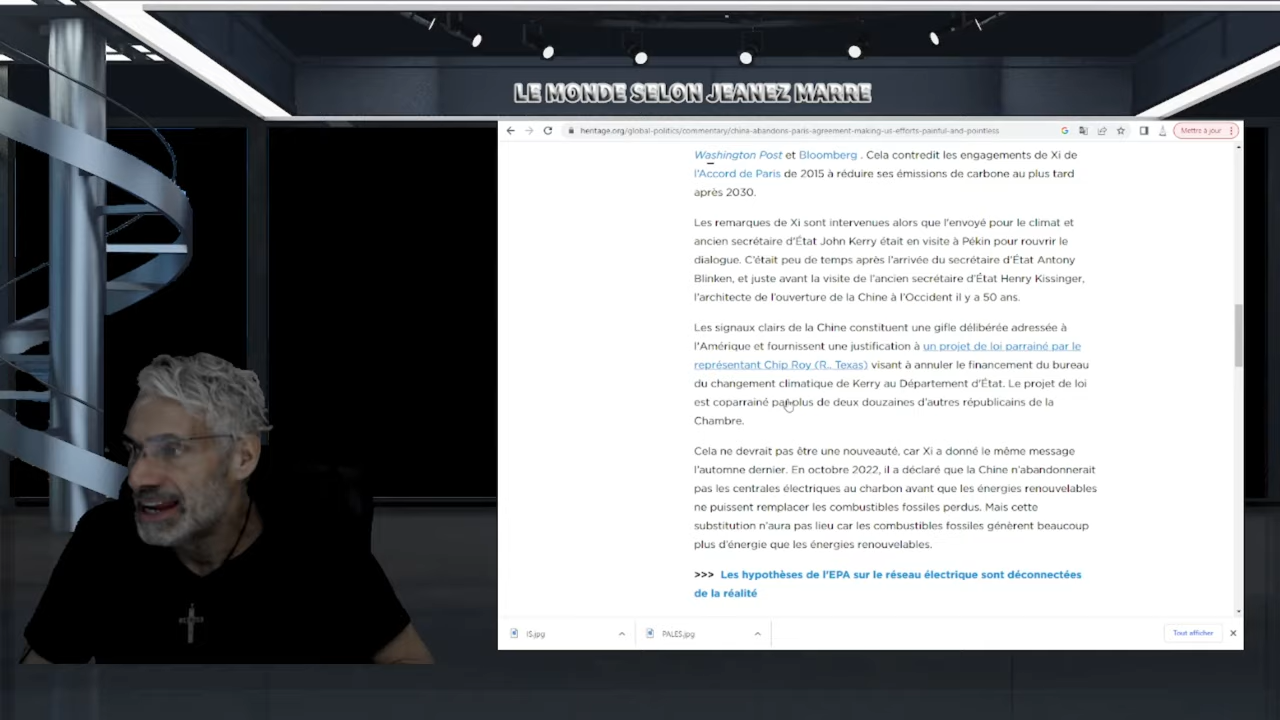 LE MONDE SELON JEANEZ MARRE
heritage.org/global-politics/commentary/china-abandons-paris-agreement-making-us-efforts-painful-and-pointless
Mettre à jour
Washington Post et Bloomberg . Cela contredit les engagements de Xi de
l'Accord de Paris de 2015 à réduire ses émissions de carbone au plus tard
après 2030.
Les remarques de Xi sont intervenues alors que l'envoyé pour le climat et
ancien secrétaire d'État John Kerry était en visite à Pékin pour rouvrir le
dialogue. C'était peu de temps après l'arrivée du secrétaire d'État Antony
Blinken, et juste avant la visite de l'ancien secrétaire d'État Henry Kissinger,
l'architecte de l'ouverture de la Chine à l'Occident il y a 50 ans.
Les signaux clairs de la Chine constituent une gifle délibérée adressée à
l'Amérique et fournissent une justification à un projet de loi parrainé par le
représentant Chip Roy (R., Texas) visant à annuler le financement du bureau
du changement climatique de Kerry au Département d'État. Le projet de loi
est coparrainé par plus de deux douzaines d'autres républicains de la
Chambre.
Cela ne devrait pas être une nouveauté, car Xi a donné le même message
l'automne dernier. En octobre 2022, il a déclaré que la Chine n'abandonnerait
pas les centrales électriques au charbon avant que les énergies renouvelables
ne puissent remplacer les combustibles fossiles perdus. Mais cette
substitution n'aura pas lieu car les combustibles fossiles génèrent beaucoup
plus d'énergie que les énergies renouvelables.
>>> Les hypothèses de l'EPA sur le réseau électrique sont déconnectées
de la réalité
IS.jpg
PALES.jpg
Tout afficher